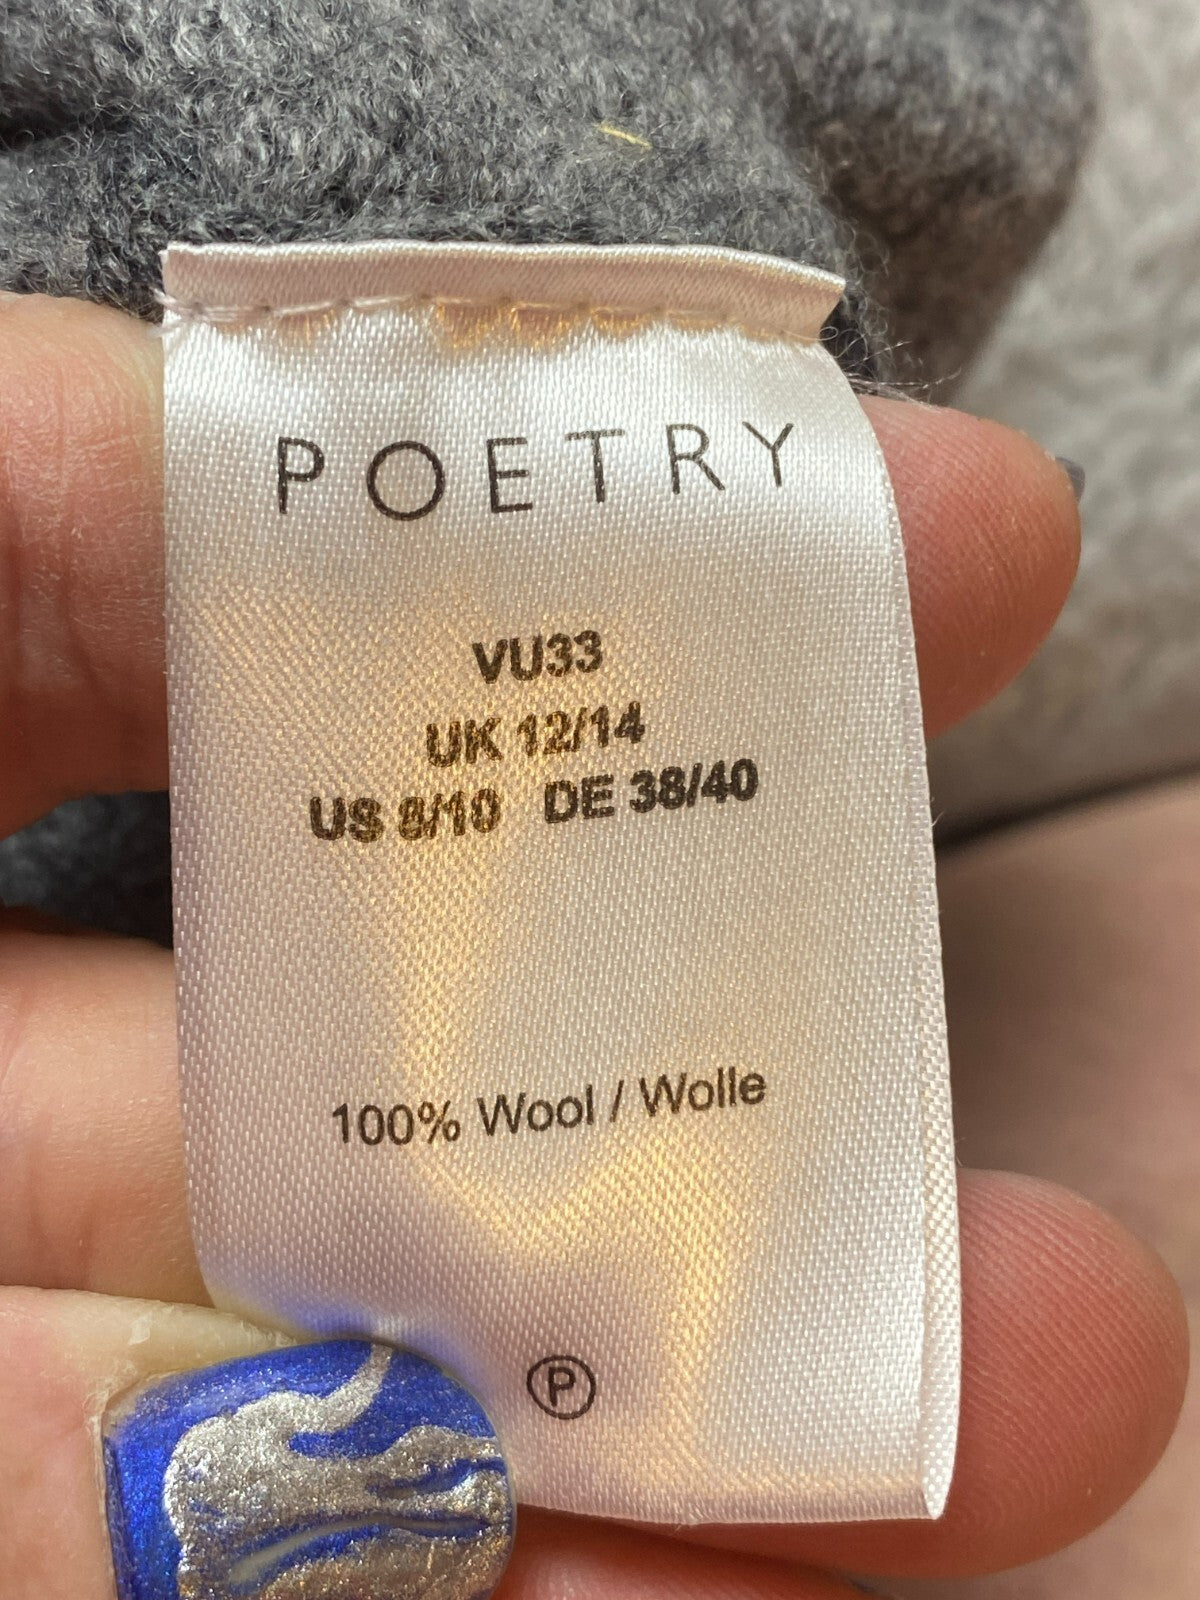 POETRY
VU33
UK 12/14
US 8/10 DE 38/40
100% Wool / Wolle
P